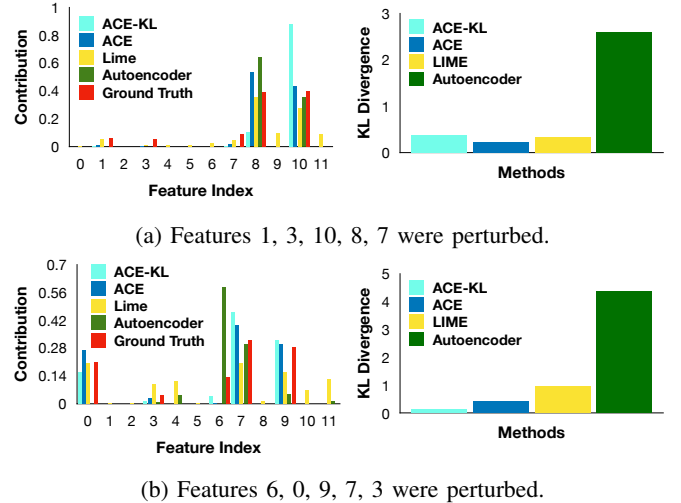 Contribution
1
0.8
0.6
0.4
0.2
0
ACE-KL
ACE
Lime
Autoencoder
Ground Truth
0 1 2 3 4 5 6 7 8 9 10 11
Feature Index
KL Divergence
3
2
1
0
ACE-KL
ACE
LIME
Autoencoder
Methods
(a) Features 1, 3, 10, 8, 7 were perturbed.
Contribution
0.7
0.56
0.42
0.28
0.14
0
ACE-KL
ACE
Lime
Autoencoder
Ground Truth
0 1 2 3 4 5 6 7 8 9 10 11
Feature Index
KL Divergence
5
4
3
2
1
0
ACE-KL
ACE
LIME
Autoencoder
Methods
(b) Features 6, 0, 9, 7, 3 were perturbed.